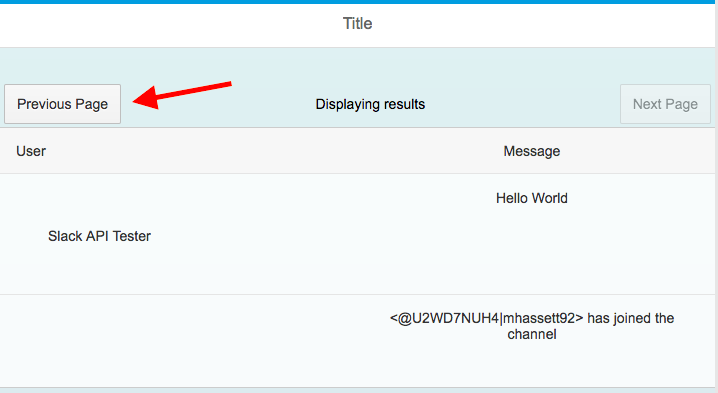 Title
Previous Page
Displaying results
Next Page
User
Message
Hello World
Slack API Tester
<@U2WD7NUH4|mhassett92> has joined the
channel